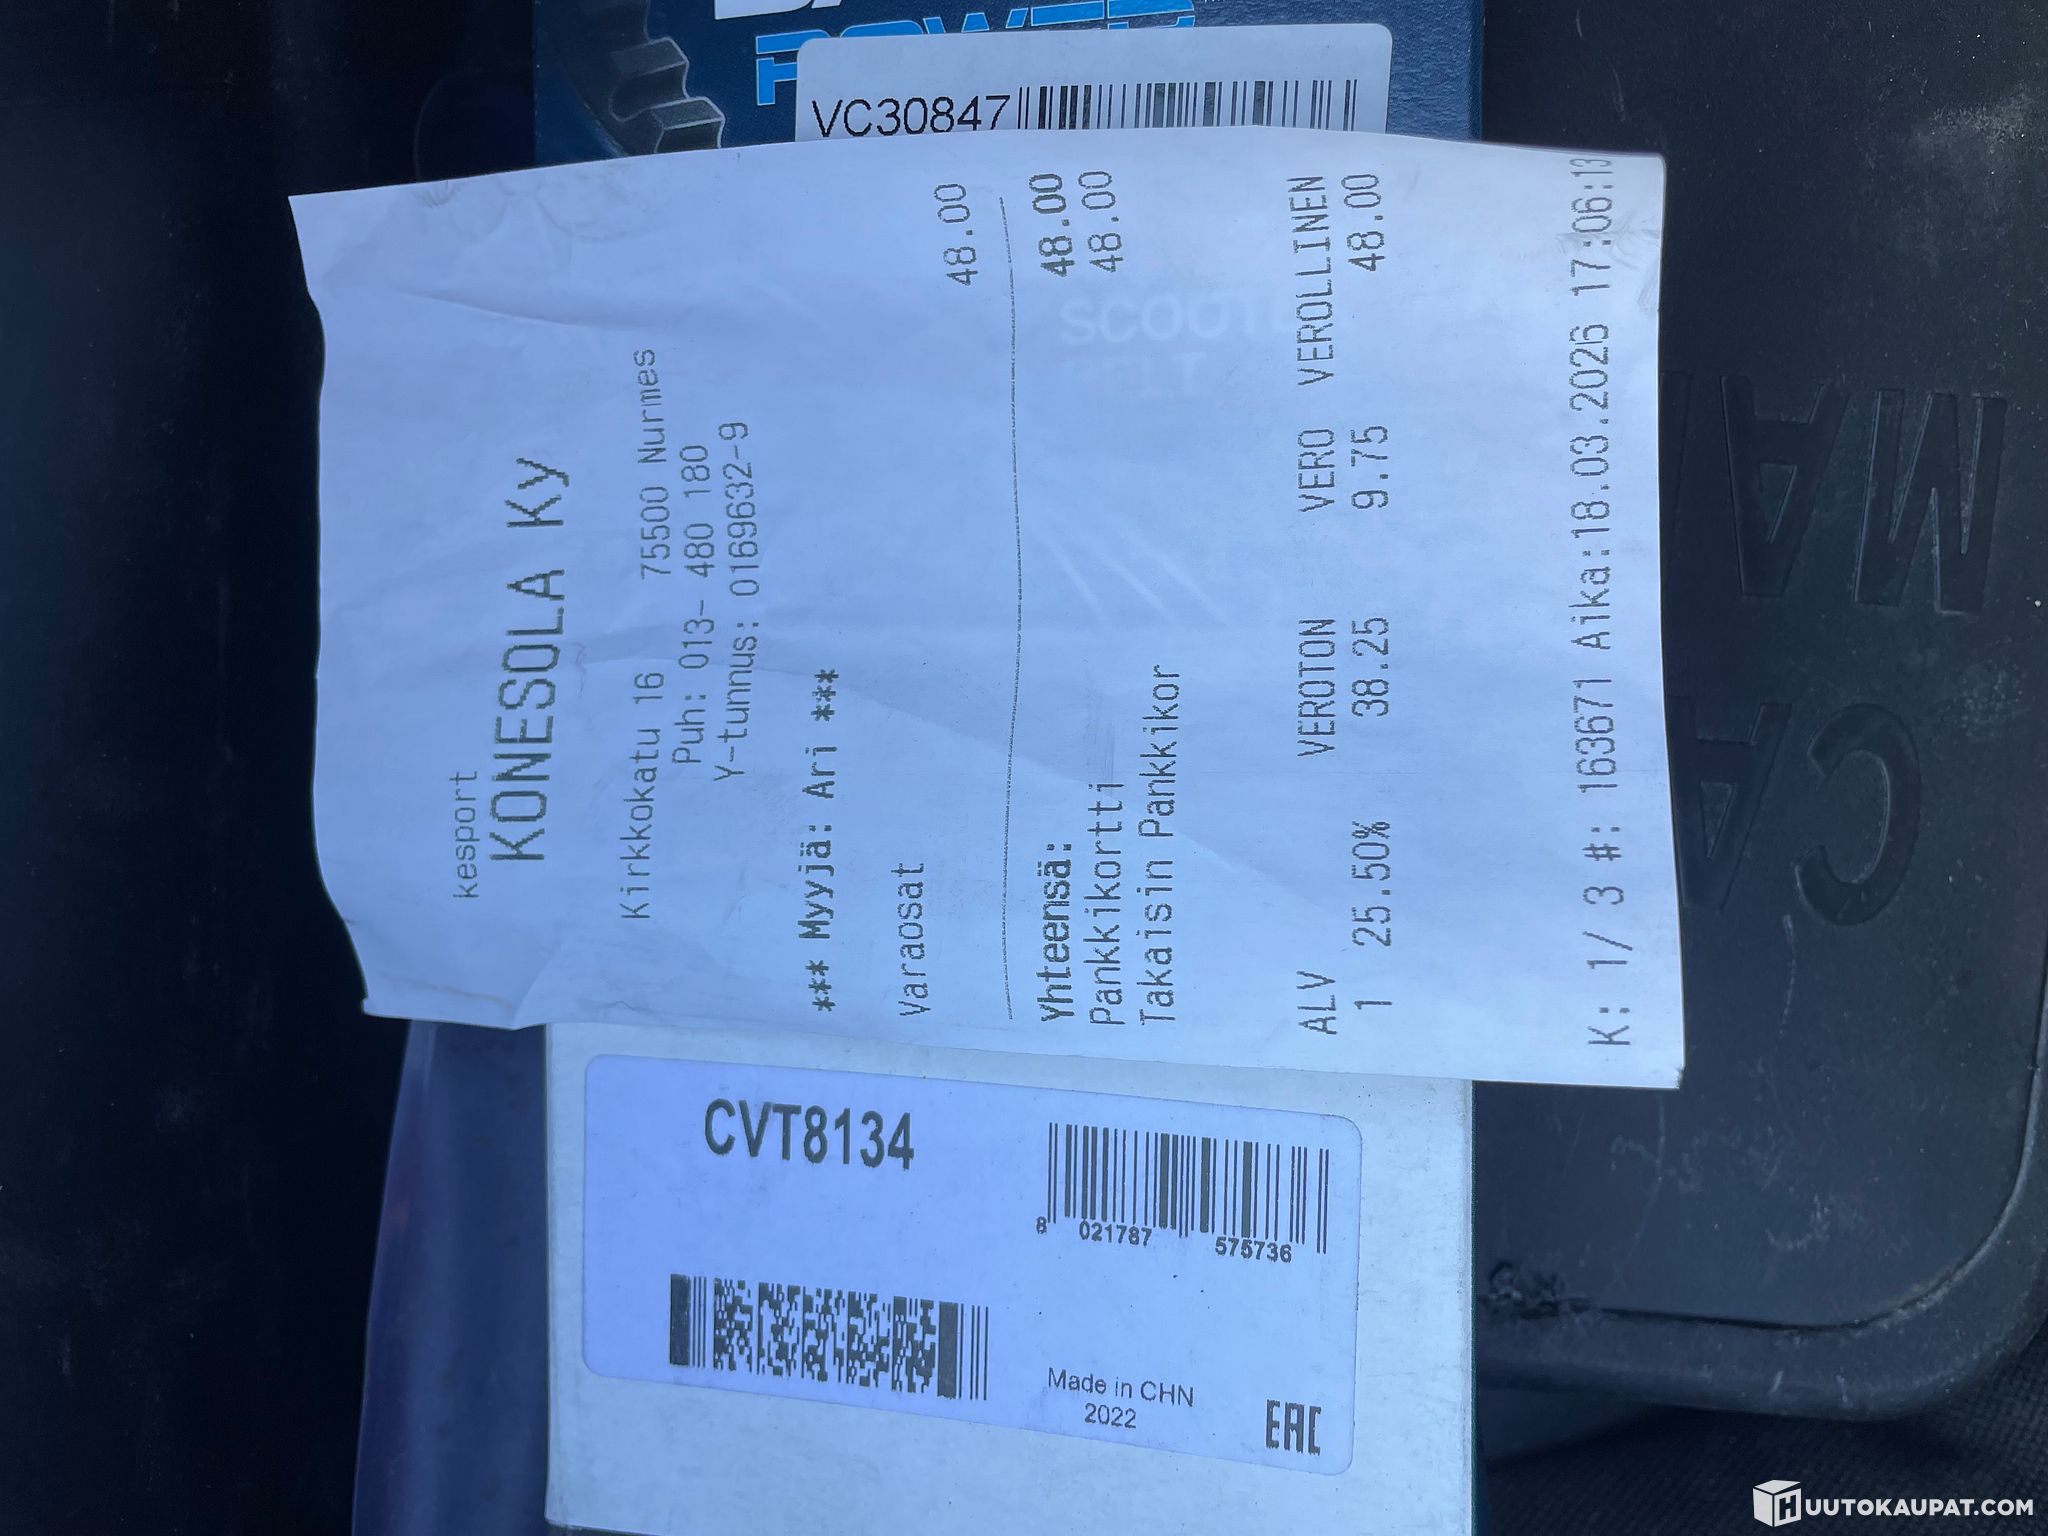 POWER
VC30847
kesport
KONESOLA Ky
Kirkkokatu 16 75500 Nurmes
Puh: 013- 480 180
Y-tunnus: 0169632-9
*** Myyjä: Ari ***
Varaosat
48.00
Yhteensä: 48.00
Pankkikortti 48.00
Takaisin Pankkikor
ALV VEROTON VERO VEROLLINEN
1 25.50% 38.25 9.75 48.00
K: 1/ 3 #: 163671 Aika:18.03.2026 17:06:13
CVT8134
8 021787 575736
Made in CHN
2022
EAC
HUUTOKAUPAT.COM